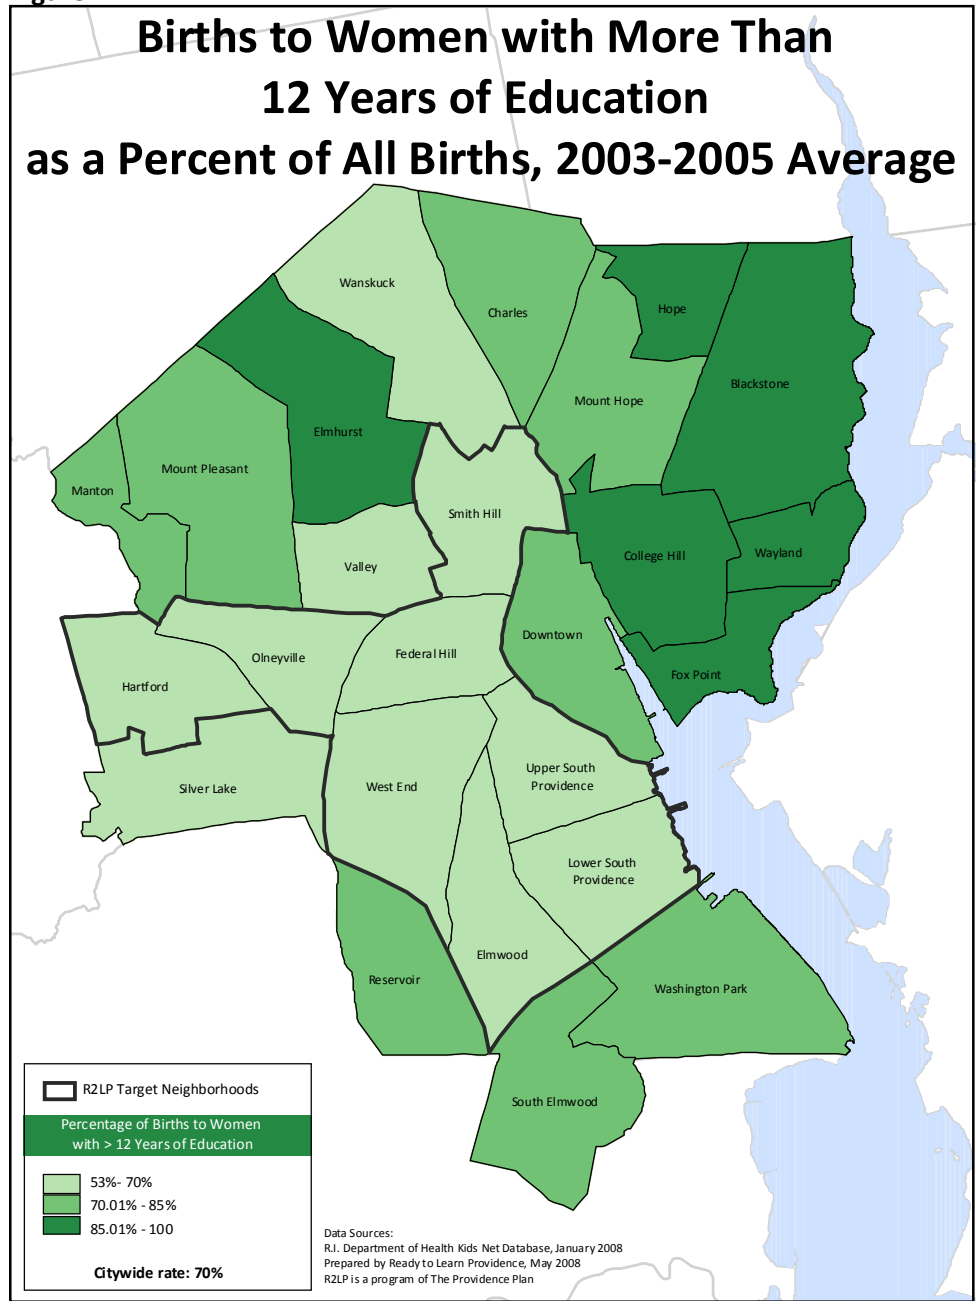 Births to Women with More Than
12 Years of Education
as a Percent of All Births, 2003-2005 Average
Wanskuck
Charles
Hope
Blackstone
Mount Hope
Elmhurst
Mount Pleasant
Manton
Smith Hill
College Hill
Wayland
Valley
Downtown
Federal Hill
Olneyville
Fox Point
Hartford
Upper South
Providence
West End
Silver Lake
Lower South
Providence
Elmwood
Reservoir
Washington Park
South Elmwood
R2LP Target Neighborhoods
Percentage of Births to Women
with > 12 Years of Education
53%- 70%
70.01% - 85%
85.01% - 100
Citywide rate: 70%
Data Sources:
R.I. Department of Health Kids Net Database, January 2008
Prepared by Ready to Learn Providence, May 2008
R2LP is a program of The Providence Plan